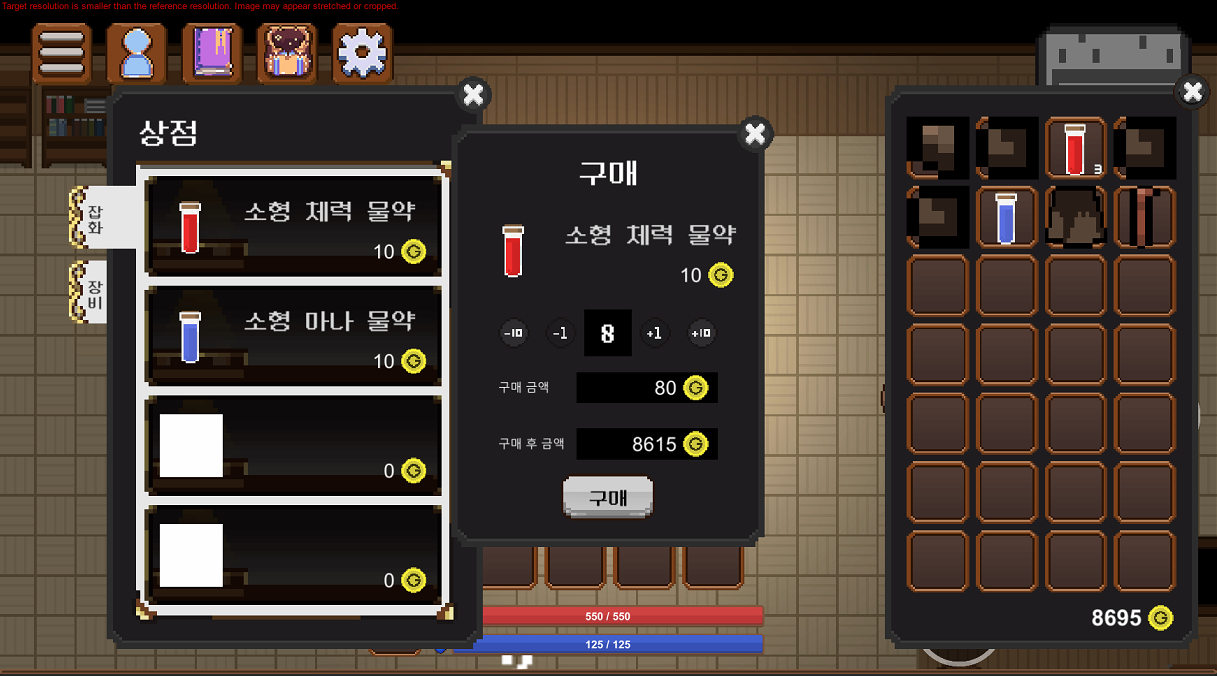 Target resolution is smaller than the reference resolution. Image may appear stretched or cropped.
상점
잡화
장비
소형 체력 물약
10 G
소형 마나 물약
10 G
0 G
0 G
구매
소형 체력 물약
10 G
-10 -1 8 +1 +10
구매 금액 80 G
구매 후 금액 8615 G
구매
3
8695 G
550 / 550
125 / 125